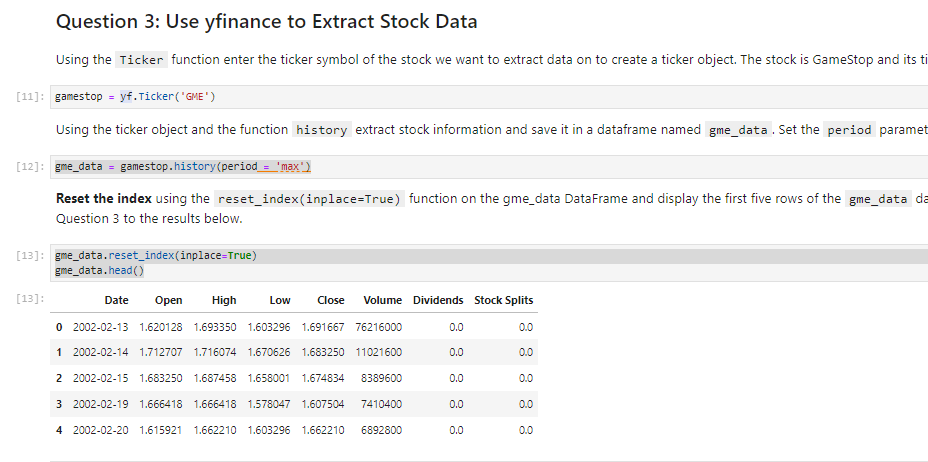 Question 3: Use yfinance to Extract Stock Data
Using the Ticker function enter the ticker symbol of the stock we want to extract data on to create a ticker object. The stock is GameStop and its ti
[11]: gamestop = yf.Ticker('GME')
Using the ticker object and the function history extract stock information and save it in a dataframe named gme_data. Set the period paramet
[12]: gme_data = gamestop.history(period = 'max')
Reset the index using the reset_index(inplace=True) function on the gme_data DataFrame and display the first five rows of the gme_data da
Question 3 to the results below.
[13]: gme_data.reset_index(inplace=True)
gme_data.head()
[13]: Date Open High Low Close Volume Dividends Stock Splits
0 2002-02-13 1.620128 1.693350 1.603296 1.691667 76216000 0.0 0.0
1 2002-02-14 1.712707 1.716074 1.670626 1.683250 11021600 0.0 0.0
2 2002-02-15 1.683250 1.687458 1.658001 1.674834 8389600 0.0 0.0
3 2002-02-19 1.666418 1.666418 1.578047 1.607504 7410400 0.0 0.0
4 2002-02-20 1.615921 1.662210 1.603296 1.662210 6892800 0.0 0.0